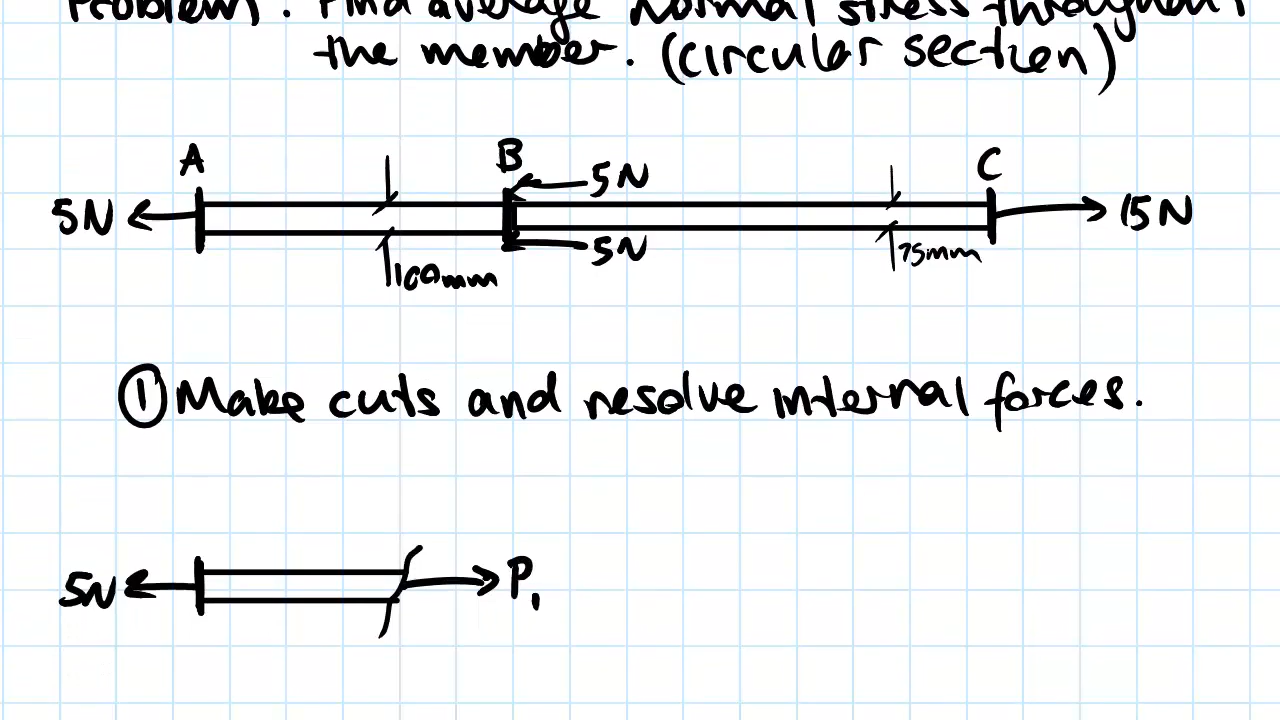 Problem: Find average normal stress throughout
the member. (circular section)
A B C
5N 5N 15N
5N
100mm 75mm
① Make cuts and resolve internal forces.
5N P₁